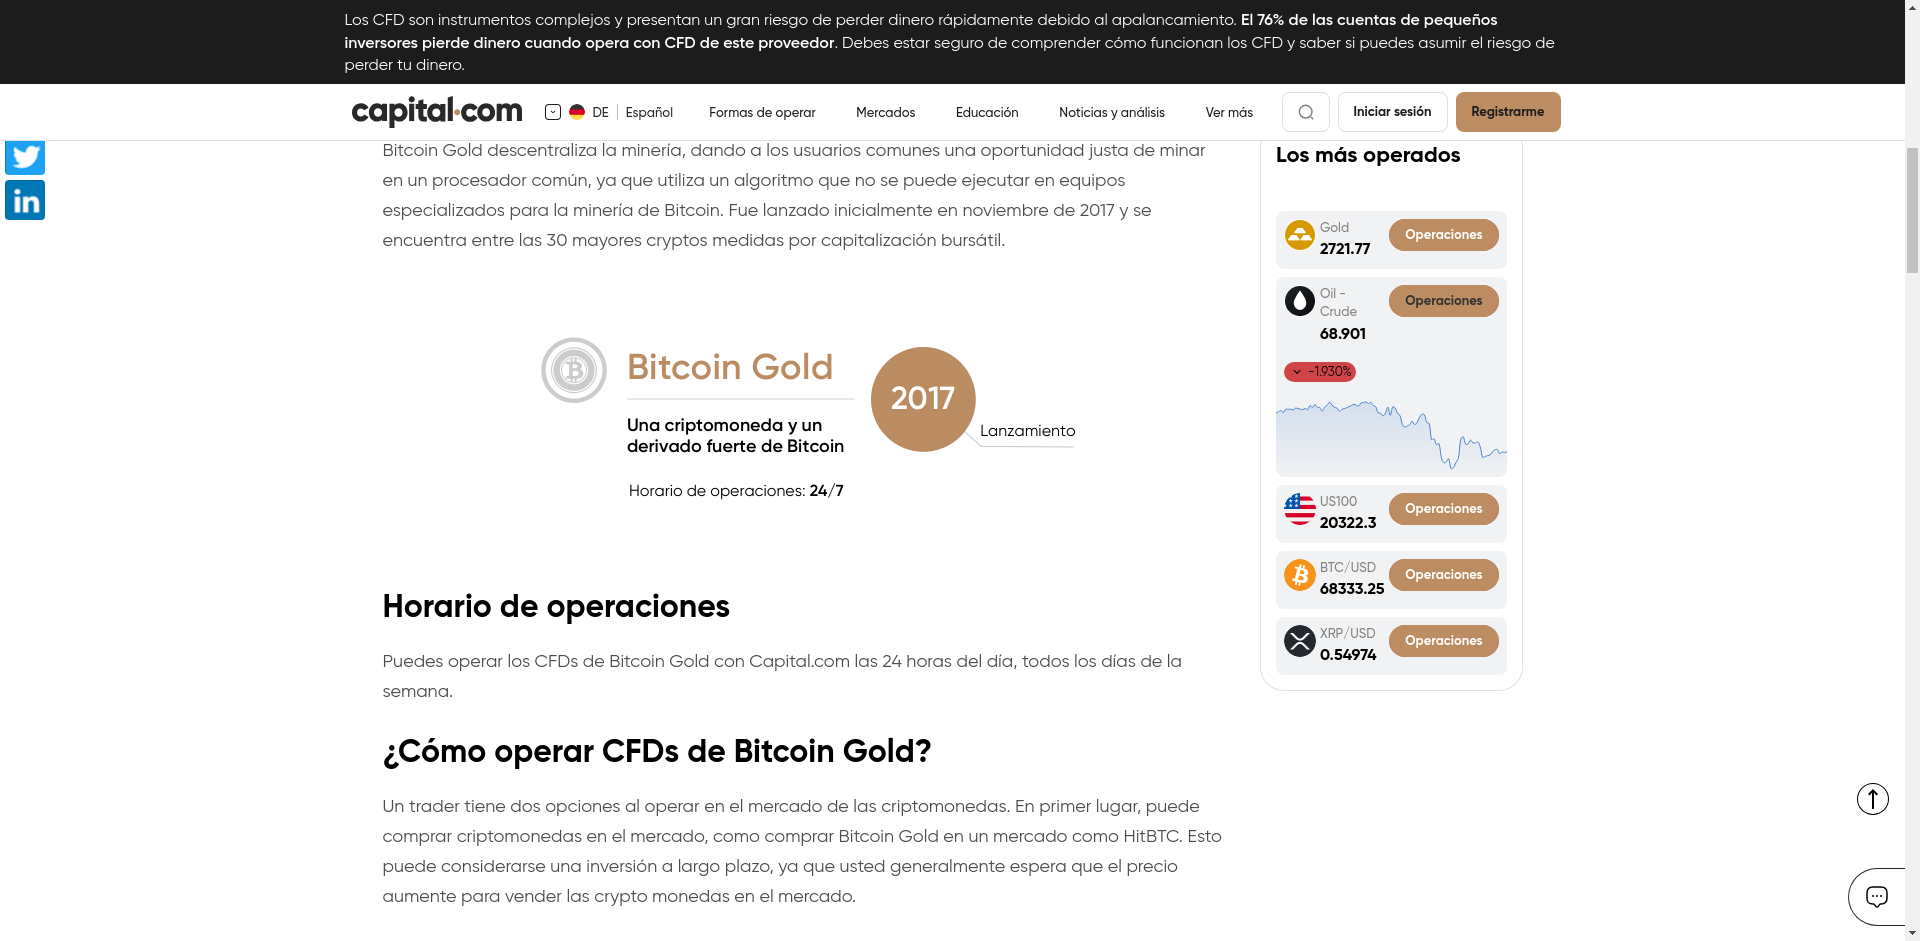 Los CFD son instrumentos complejos y presentan un gran riesgo de perder dinero rápidamente debido al apalancamiento. El 76% de las cuentas de pequeños
inversores pierde dinero cuando opera con CFD de este proveedor. Debes estar seguro de comprender cómo funcionan los CFD y saber si puedes asumir el riesgo de
perder tu dinero.
capital.com
DE
Español
Formas de operar
Mercados
Educación
Noticias y análisis
Ver más
Iniciar sesión
Registrarme
in
Bitcoin Gold descentraliza la minería, dando a los usuarios comunes una oportunidad justa de minar
en un procesador común, ya que utiliza un algoritmo que no se puede ejecutar en equipos
especializados para la minería de Bitcoin. Fue lanzado inicialmente en noviembre de 2017 y se
encuentra entre las 30 mayores cryptos medidas por capitalización bursátil.
Bitcoin Gold
Una criptomoneda y un
derivado fuerte de Bitcoin
Horario de operaciones: 24/7
2017
Lanzamiento
Horario de operaciones
Puedes operar los CFDs de Bitcoin Gold con Capital.com las 24 horas del día, todos los días de la
semana.
¿Cómo operar CFDs de Bitcoin Gold?
Un trader tiene dos opciones al operar en el mercado de las criptomonedas. En primer lugar, puede
comprar criptomonedas en el mercado, como comprar Bitcoin Gold en un mercado como HitBTC. Esto
puede considerarse una inversión a largo plazo, ya que usted generalmente espera que el precio
aumente para vender las crypto monedas en el mercado.
Los más operados
Gold
2721.77
Operaciones
Oil -
Crude
68.901
Operaciones
-1.930%
US100
20322.3
Operaciones
BTC/USD
68333.25
Operaciones
XRP/USD
0.54974
Operaciones